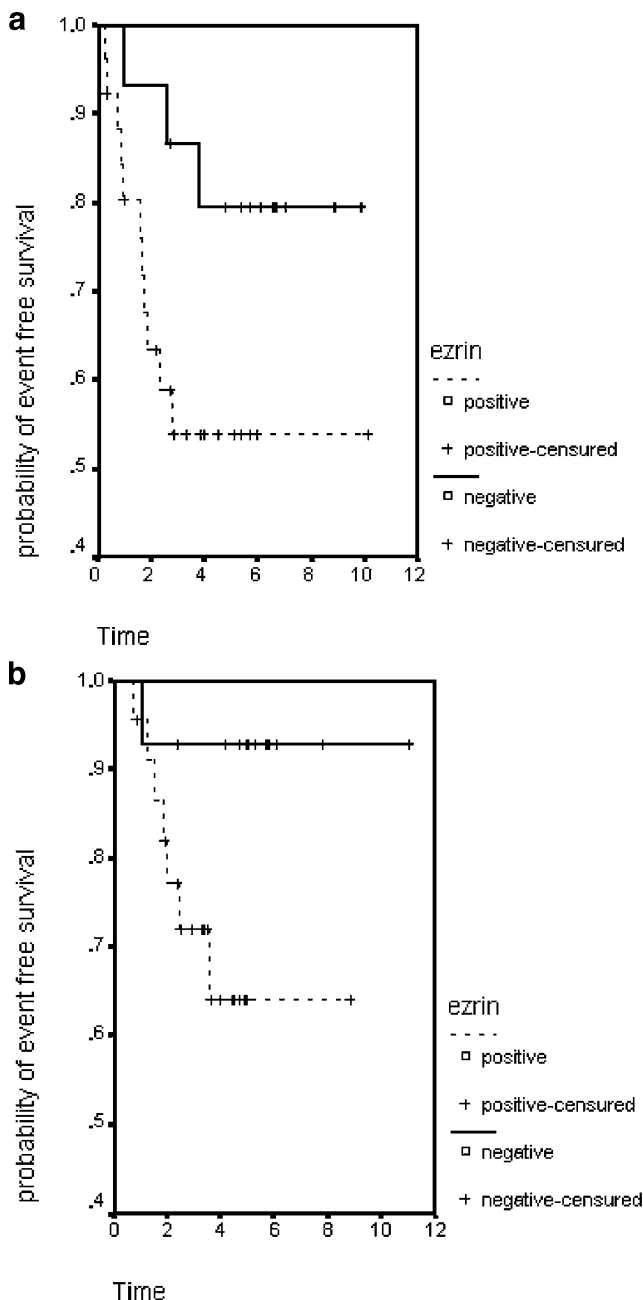 a
probability of event free survival
1.0
.9
.8
.7
.6
.5
.4
0 2 4 6 8 10 12
Time
ezrin
positive
positive-censured
negative
negative-censured
b
probability of event free survival
1.0
.9
.8
.7
.6
.5
.4
0 2 4 6 8 10 12
Time
ezrin
positive
positive-censured
negative
negative-censured